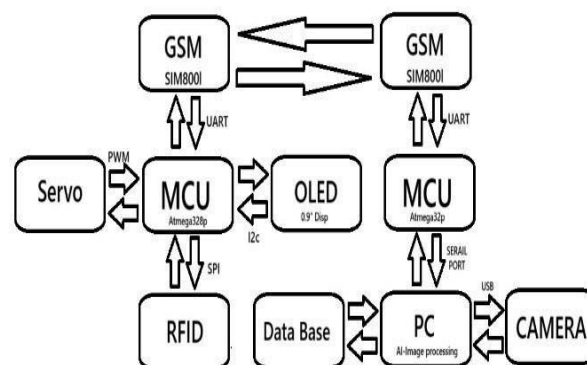 GSM
SIM800l
GSM
SIM800l
UART
UART
PWM
Servo
MCU
Atmega328p
OLED
0.9" Disp
MCU
Atmega32p
I2c
SPI
SERAIL
PORT
USB
RFID
Data Base
PC
AI-Image processing
CAMERA